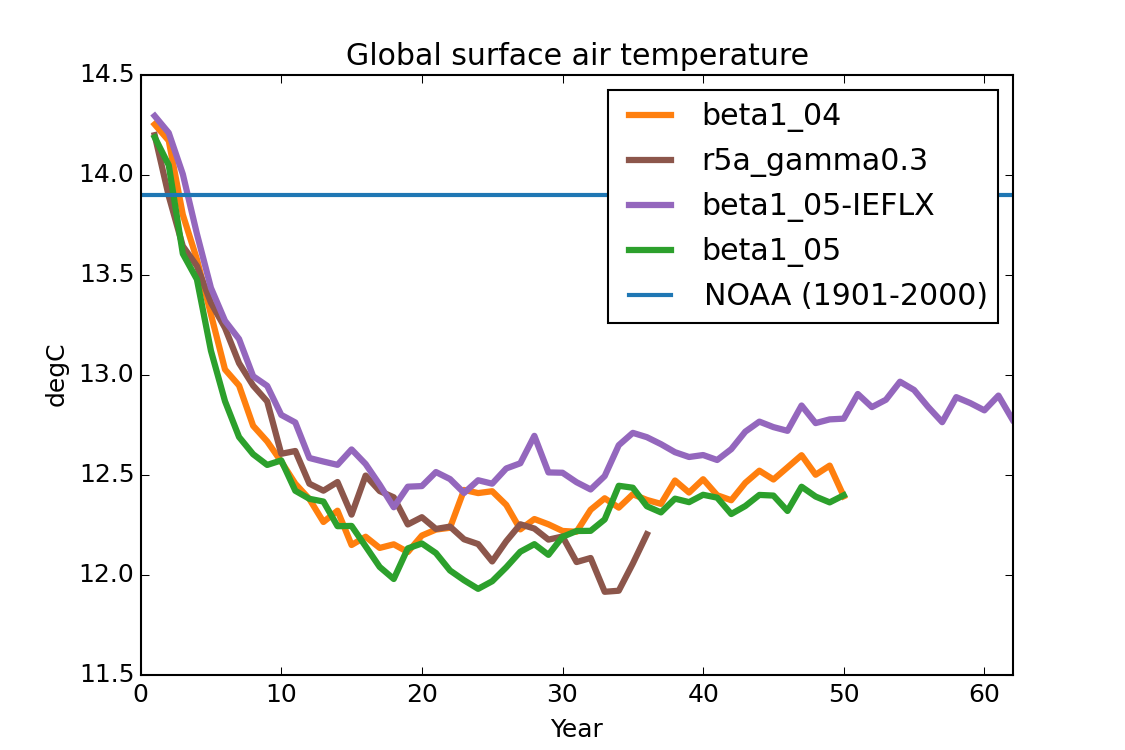 Global surface air temperature
14.5
14.0
13.5
13.0
12.5
12.0
11.5
degC
beta1_04
r5a_gamma0.3
beta1_05-IEFLX
beta1_05
NOAA (1901-2000)
0 10 20 30 40 50 60
Year